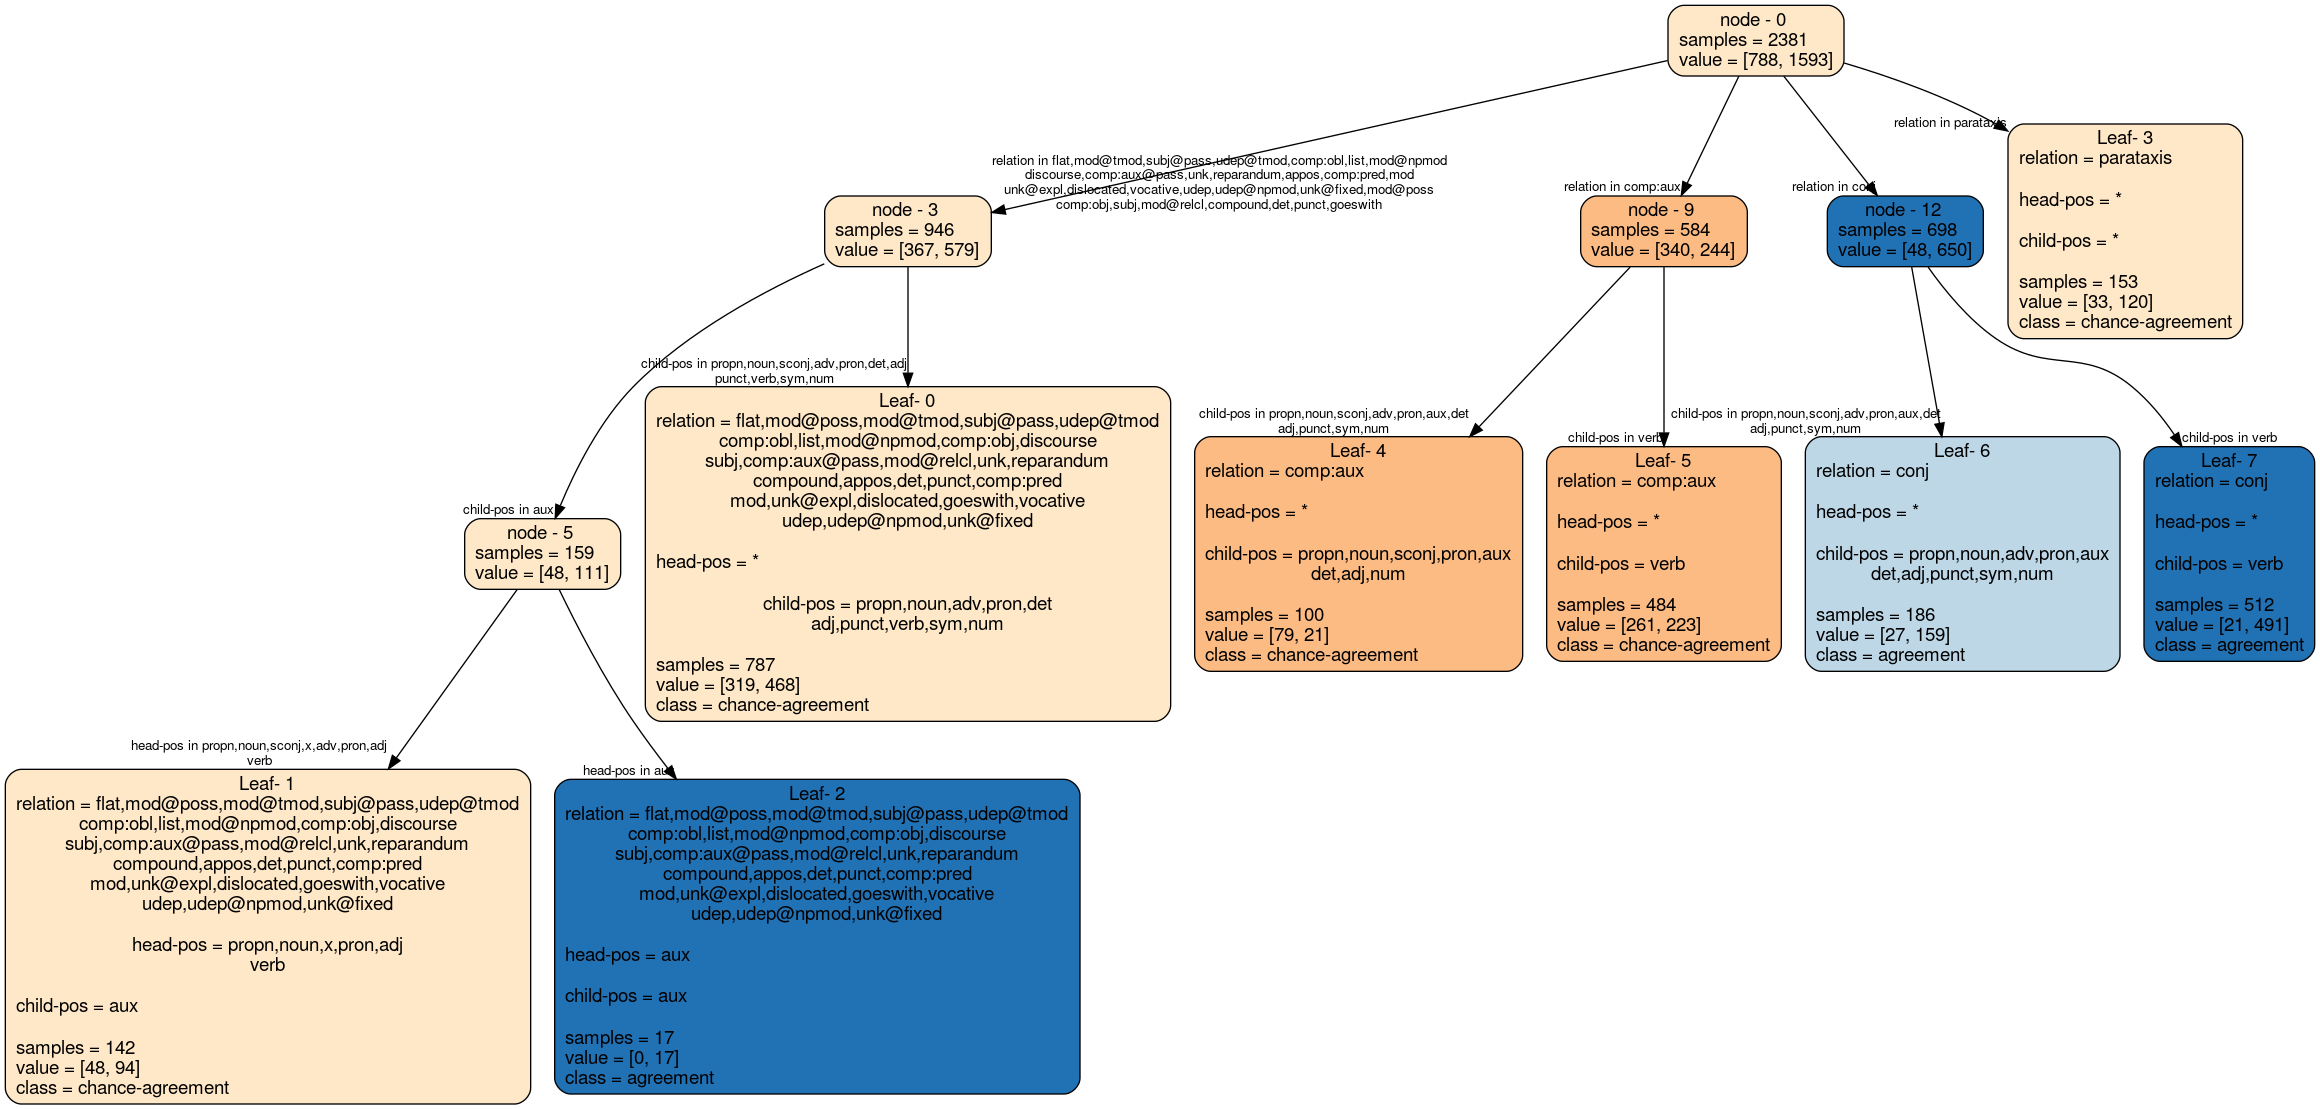 node - 0
samples = 2381
value = [788, 1593]
relation in parataxis
Leaf- 3
relation = parataxis
head-pos = *
child-pos = *
samples = 153
value = [33, 120]
class = chance-agreement
relation in flat,mod@tmod,subj@pass,udep@tmod,comp:obl,list,mod@npmod
discourse,comp:aux@pass,unk,reparandum,appos,comp:pred,mod
unk@expl,dislocated,vocative,udep,udep@npmod,unk@fixed,mod@poss
comp:obj,subj,mod@relcl,compound,det,punct,goeswith
relation in comp:aux
relation in conj
node - 3
samples = 946
value = [367, 579]
node - 9
samples = 584
value = [340, 244]
node - 12
samples = 698
value = [48, 650]
child-pos in propn,noun,sconj,adv,pron,det,adj
punct,verb,sym,num
Leaf- 0
relation = flat,mod@poss,mod@tmod,subj@pass,udep@tmod
comp:obl,list,mod@npmod,comp:obj,discourse
subj,comp:aux@pass,mod@relcl,unk,reparandum
compound,appos,det,punct,comp:pred
mod,unk@expl,dislocated,goeswith,vocative
udep,udep@npmod,unk@fixed
head-pos = *
child-pos = propn,noun,adv,pron,det
adj,punct,verb,sym,num
samples = 787
value = [319, 468]
class = chance-agreement
child-pos in propn,noun,sconj,adv,pron,aux,det
adj,punct,sym,num
Leaf- 4
relation = comp:aux
head-pos = *
child-pos = propn,noun,sconj,pron,aux
det,adj,num
samples = 100
value = [79, 21]
class = chance-agreement
child-pos in verb
Leaf- 5
relation = comp:aux
head-pos = *
child-pos = verb
samples = 484
value = [261, 223]
class = chance-agreement
child-pos in propn,noun,sconj,adv,pron,aux,det
adj,punct,sym,num
Leaf- 6
relation = conj
head-pos = *
child-pos = propn,noun,adv,pron,aux
det,adj,punct,sym,num
samples = 186
value = [27, 159]
class = agreement
child-pos in verb
Leaf- 7
relation = conj
head-pos = *
child-pos = verb
samples = 512
value = [21, 491]
class = agreement
child-pos in aux
node - 5
samples = 159
value = [48, 111]
head-pos in propn,noun,sconj,x,adv,pron,adj
verb
Leaf- 1
relation = flat,mod@poss,mod@tmod,subj@pass,udep@tmod
comp:obl,list,mod@npmod,comp:obj,discourse
subj,comp:aux@pass,mod@relcl,unk,reparandum
compound,appos,det,punct,comp:pred
mod,unk@expl,dislocated,goeswith,vocative
udep,udep@npmod,unk@fixed
head-pos = propn,noun,x,pron,adj
verb
child-pos = aux
samples = 142
value = [48, 94]
class = chance-agreement
head-pos in aux
Leaf- 2
relation = flat,mod@poss,mod@tmod,subj@pass,udep@tmod
comp:obl,list,mod@npmod,comp:obj,discourse
subj,comp:aux@pass,mod@relcl,unk,reparandum
compound,appos,det,punct,comp:pred
mod,unk@expl,dislocated,goeswith,vocative
udep,udep@npmod,unk@fixed
head-pos = aux
child-pos = aux
samples = 17
value = [0, 17]
class = agreement